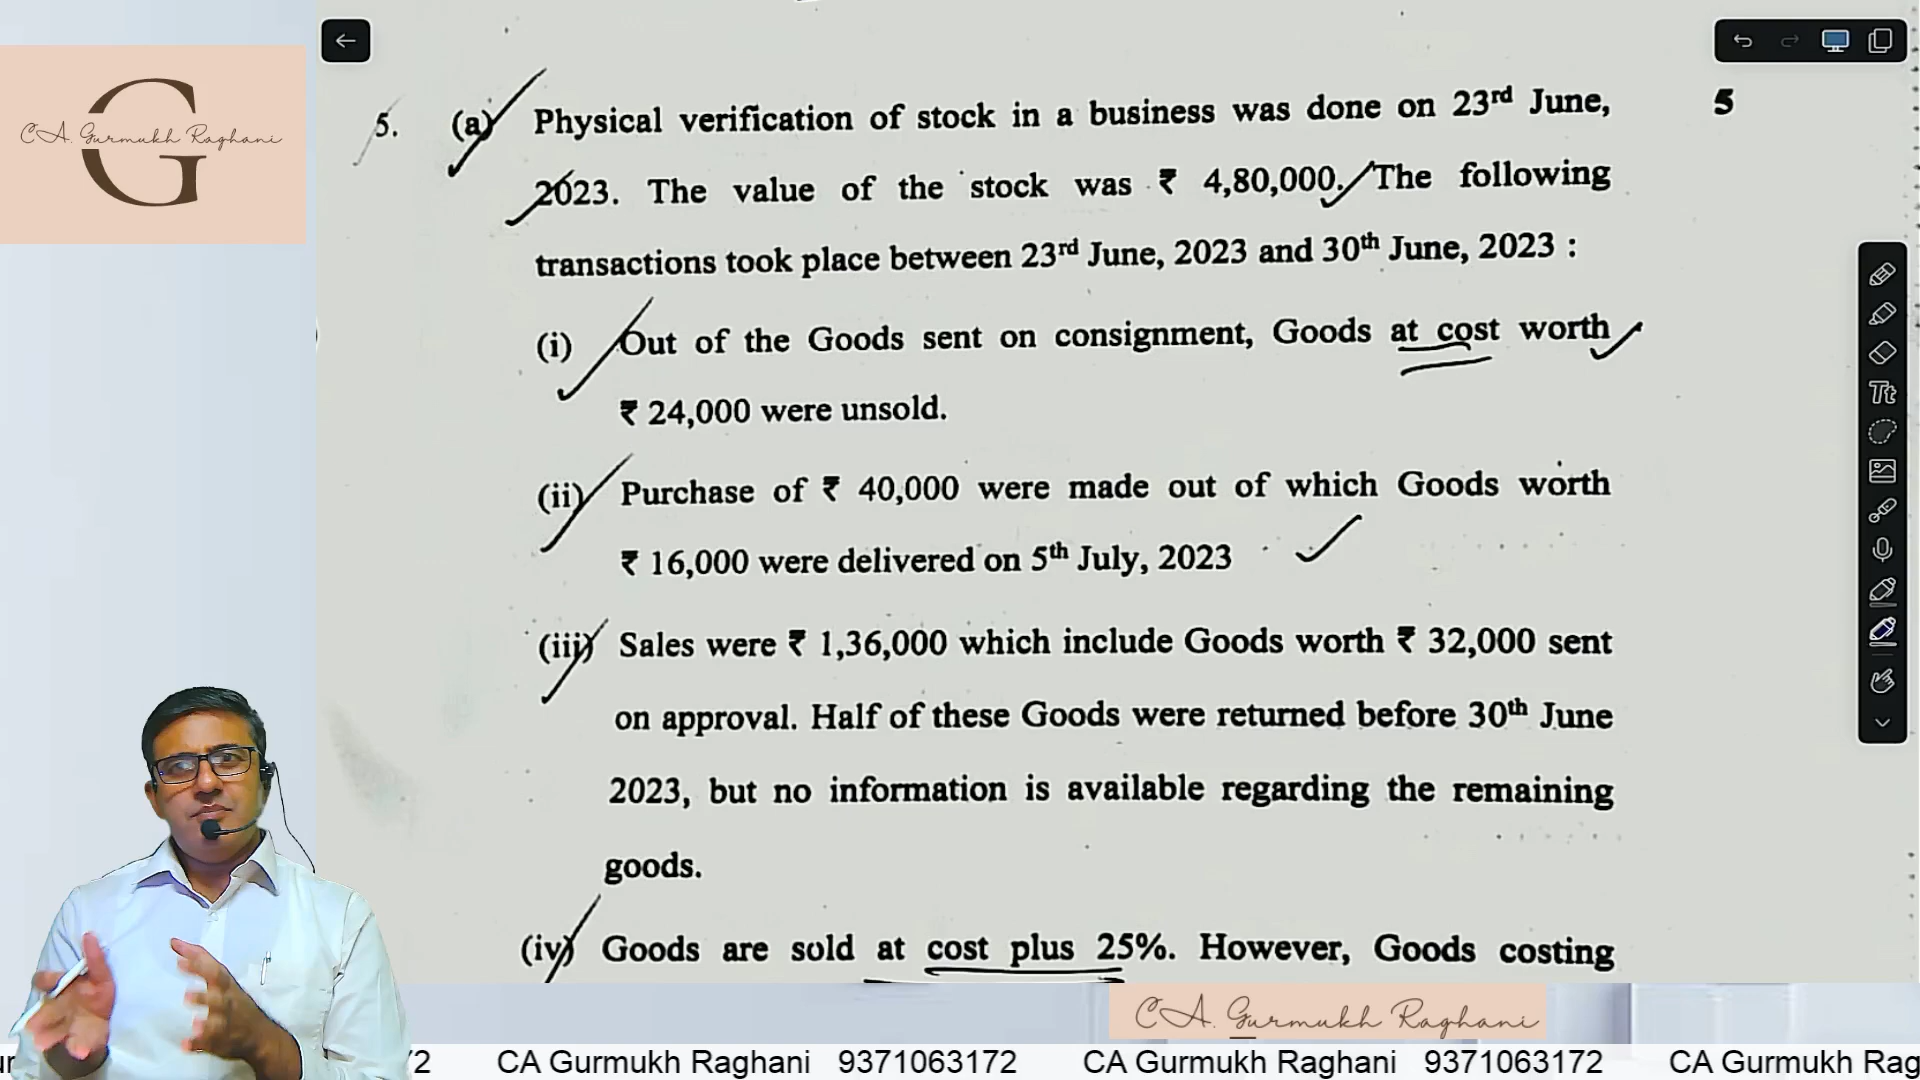 C.A. Gurmukh Raghani
G
5. (a) Physical verification of stock in a business was done on 23rd June, 5
2023. The value of the stock was ₹ 4,80,000. The following
transactions took place between 23rd June, 2023 and 30th June, 2023 :
(i) Out of the Goods sent on consignment, Goods at cost worth
₹ 24,000 were unsold.
(ii) Purchase of ₹ 40,000 were made out of which Goods worth
₹ 16,000 were delivered on 5th July, 2023
(iii) Sales were ₹ 1,36,000 which include Goods worth ₹ 32,000 sent
on approval. Half of these Goods were returned before 30th June
2023, but no information is available regarding the remaining
goods.
(iv) Goods are sold at cost plus 25%. However, Goods costing
Tt
C.A. Gurmukh Raghani
72 CA Gurmukh Raghani 9371063172 CA Gurmukh Raghani 9371063172 CA Gurmukh Rag